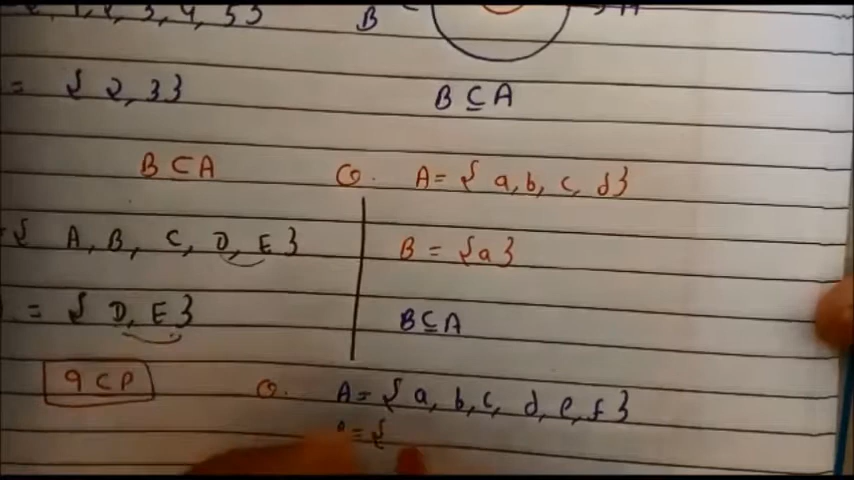 1, 2, 3, 4, 5}
B
A
= { 2, 3}
B ⊆ A
B ⊂ A
Q. A = { a, b, c, d}
= { A, B, C, D, E }
B = {a}
= { D, E }
B ⊆ A
q ⊂ P
Q. A = { a, b, c, d, e, f }
= {